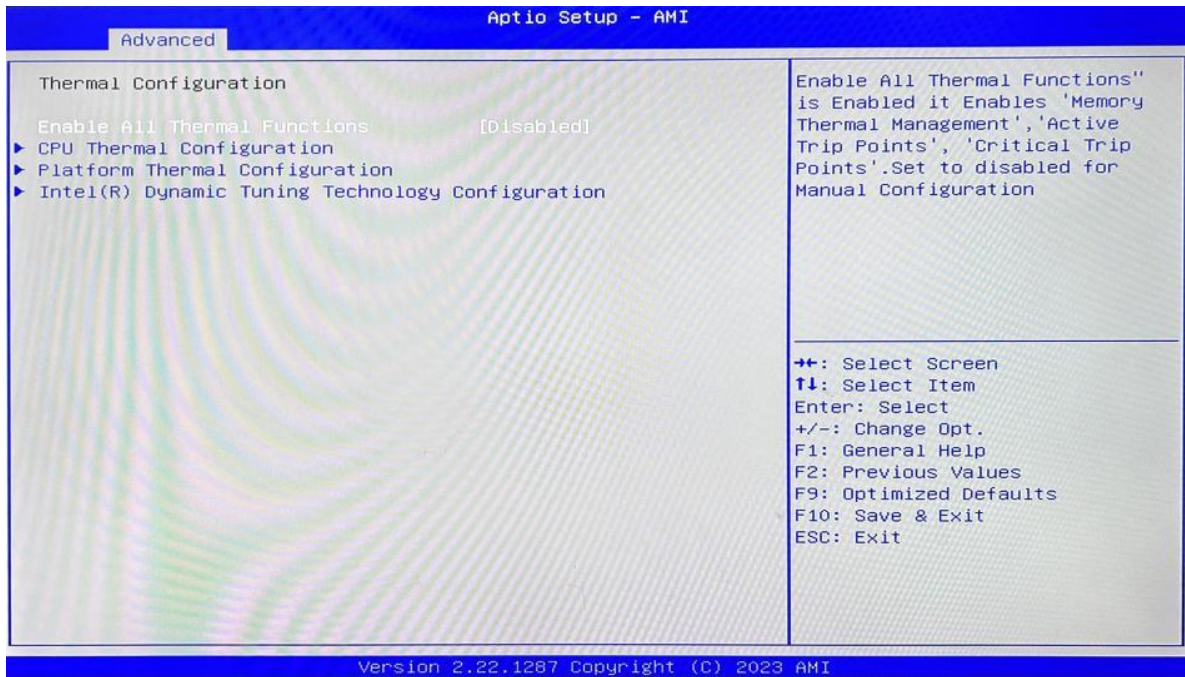 Aptio Setup – AMI
Advanced
Thermal Configuration
Enable All Thermal Functions [Disabled]
► CPU Thermal Configuration
► Platform Thermal Configuration
► Intel(R) Dynamic Tuning Technology Configuration
Enable All Thermal Functions"
is Enabled it Enables 'Memory
Thermal Management','Active
Trip Points', 'Critical Trip
Points'.Set to disabled for
Manual Configuration
→←: Select Screen
↑↓: Select Item
Enter: Select
+/-: Change Opt.
F1: General Help
F2: Previous Values
F9: Optimized Defaults
F10: Save & Exit
ESC: Exit
Version 2.22.1287 Copyright (C) 2023 AMI